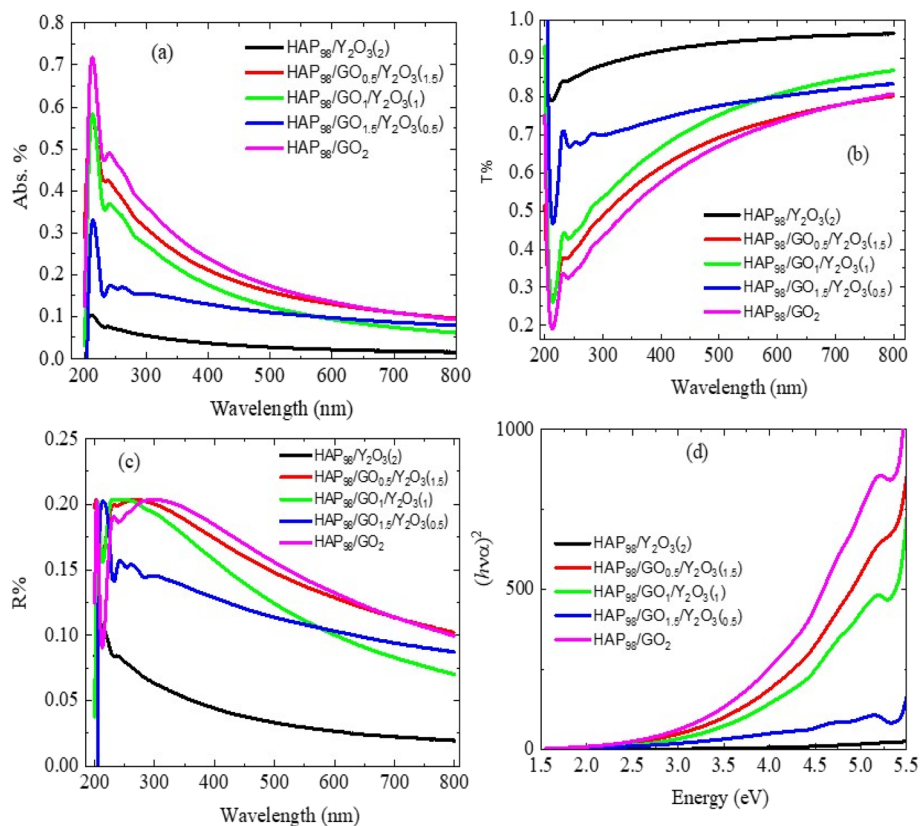 (a)
HAP₉₈/Y₂O₃(₂)
HAP₉₈/GO₀.₅/Y₂O₃(₁.₅)
HAP₉₈/GO₁/Y₂O₃(₁)
HAP₉₈/GO₁.₅/Y₂O₃(₀.₅)
HAP₉₈/GO₂
Abs. %
0.8
0.7
0.6
0.5
0.4
0.3
0.2
0.1
0.0
200 300 400 500 600 700 800
Wavelength (nm)
(b)
HAP₉₈/Y₂O₃(₂)
HAP₉₈/GO₀.₅/Y₂O₃(₁.₅)
HAP₉₈/GO₁/Y₂O₃(₁)
HAP₉₈/GO₁.₅/Y₂O₃(₀.₅)
HAP₉₈/GO₂
T%
1.0
0.9
0.8
0.7
0.6
0.5
0.4
0.3
0.2
200 300 400 500 600 700 800
Wavelength (nm)
(c)
HAP₉₈/Y₂O₃(₂)
HAP₉₈/GO₀.₅/Y₂O₃(₁.₅)
HAP₉₈/GO₁/Y₂O₃(₁)
HAP₉₈/GO₁.₅/Y₂O₃(₀.₅)
HAP₉₈/GO₂
R%
0.25
0.20
0.15
0.10
0.05
0.00
200 300 400 500 600 700 800
Wavelength (nm)
(d)
HAP₉₈/Y₂O₃(₂)
HAP₉₈/GO₀.₅/Y₂O₃(₁.₅)
HAP₉₈/GO₁/Y₂O₃(₁)
HAP₉₈/GO₁.₅/Y₂O₃(₀.₅)
HAP₉₈/GO₂
(hνα)²
1000
500
0
1.5 2.0 2.5 3.0 3.5 4.0 4.5 5.0 5.5
Energy (eV)